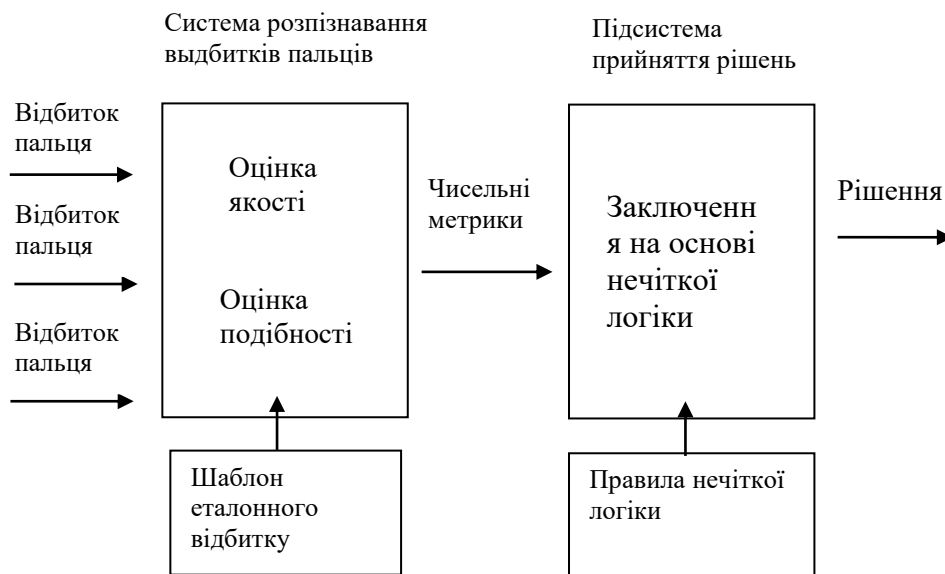 Система розпізнавання
выдбитків пальців
Підсистема
прийняття рішень
Відбиток
пальця
Відбиток
пальця
Відбиток
пальця
Оцінка
якості
Оцінка
подібності
Чисельні
метрики
Заключенн
я на основі
нечіткої
логіки
Рішення
Шаблон
еталонного
відбитку
Правила нечіткої
логіки